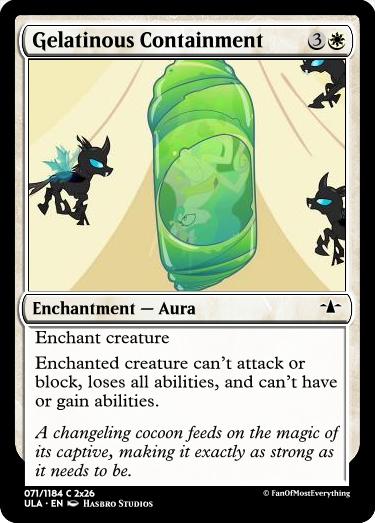 Gelatinous Containment 3
Enchantment — Aura
Enchant creature
Enchanted creature can't attack or
block, loses all abilities, and can't have
or gain abilities.
A changeling cocoon feeds on the magic of
its captive, making it exactly as strong as
it needs to be.
071/1184 C 2x26
ULA • EN Hasbro Studios © FanOfMostEverything